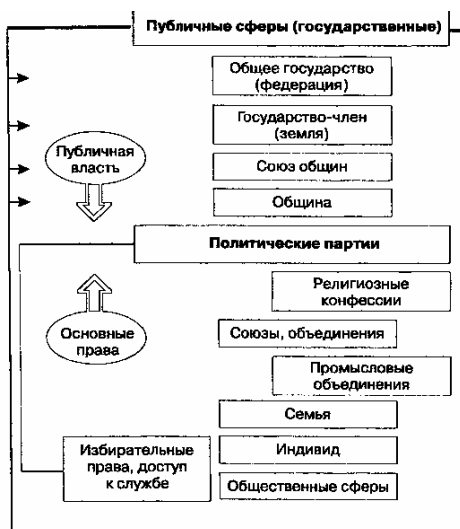 Публичные сферы (государственные)
Общее государство
(федерация)
Государство-член
(земля)
Публичная
власть
Союз общин
Община
Политические партии
Религиозные
конфессии
Основные
права
Союзы, объединения
Промысловые
объединения
Семья
Избирательные
права, доступ
к службе
Индивид
Общественные сферы